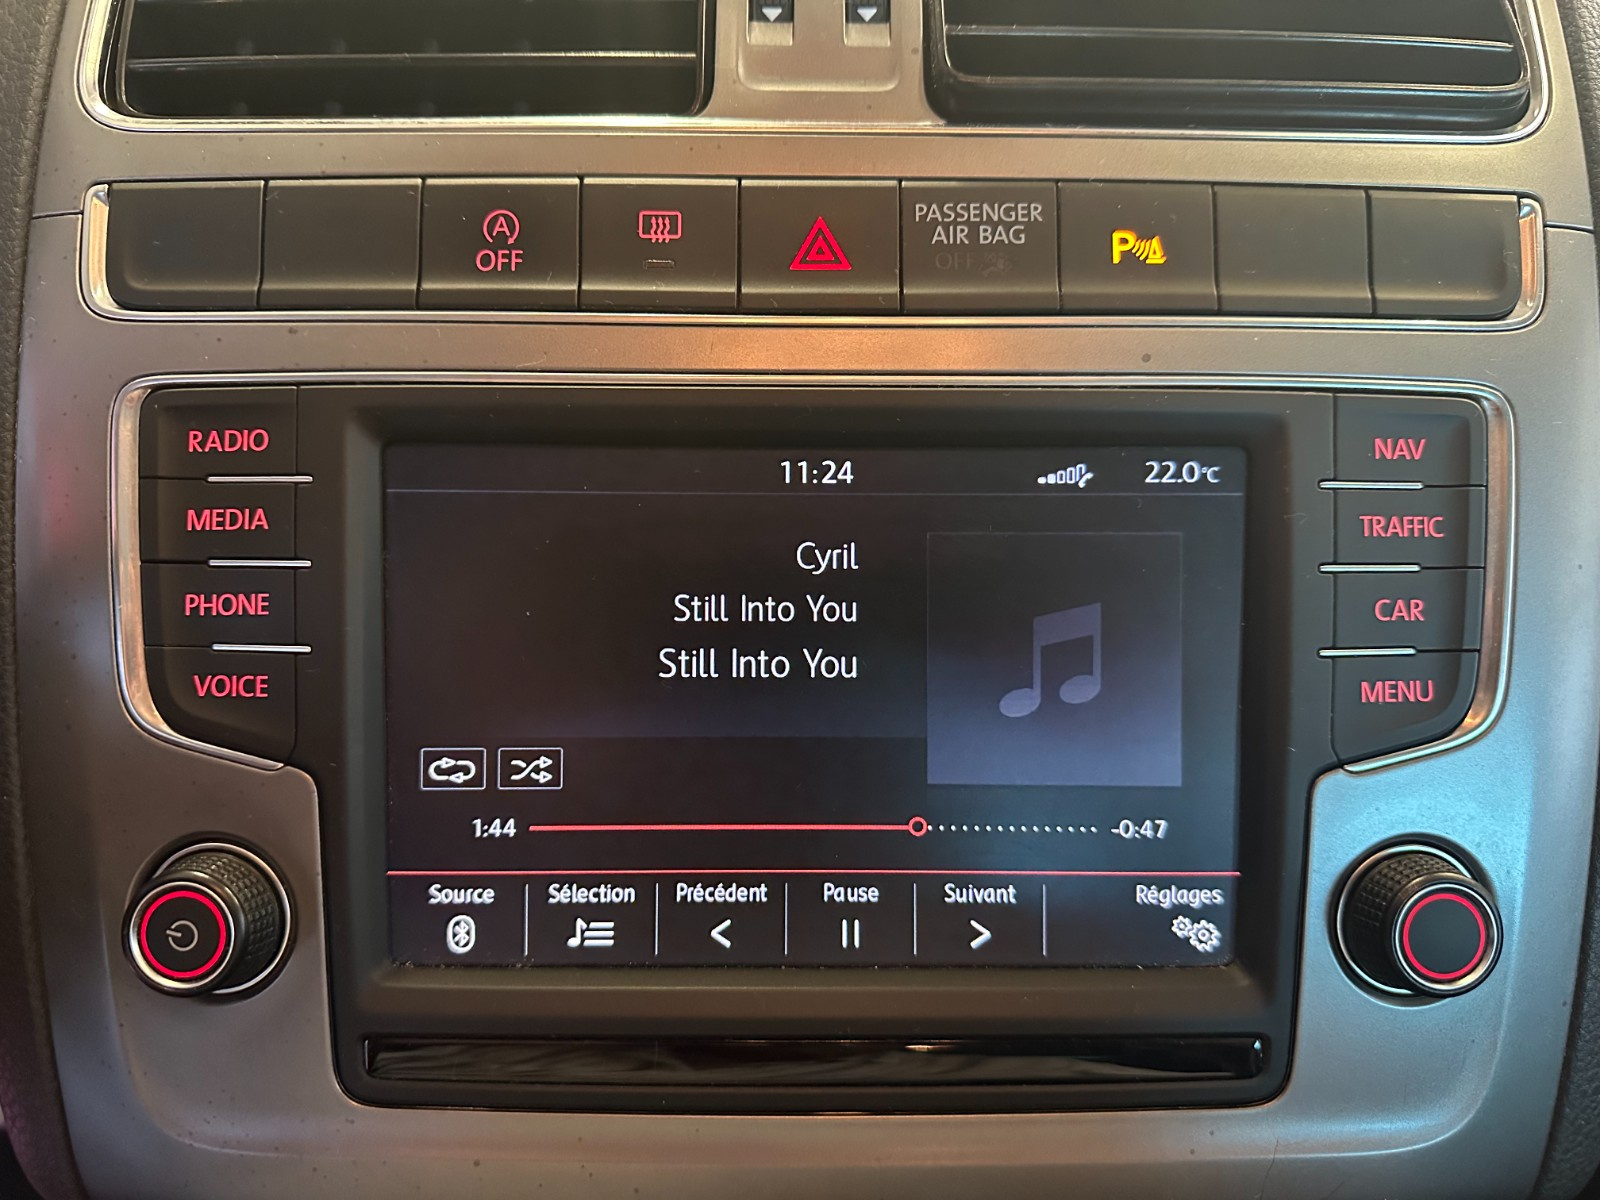 A
OFF
PASSENGER
AIR BAG
OFF
P
RADIO
MEDIA
PHONE
VOICE
NAV
TRAFFIC
CAR
MENU
11:24
22.0°C
Cyril
Still Into You
Still Into You
1:44
-0:47
Source
Sélection
Précédent
Pause
Suivant
Réglages